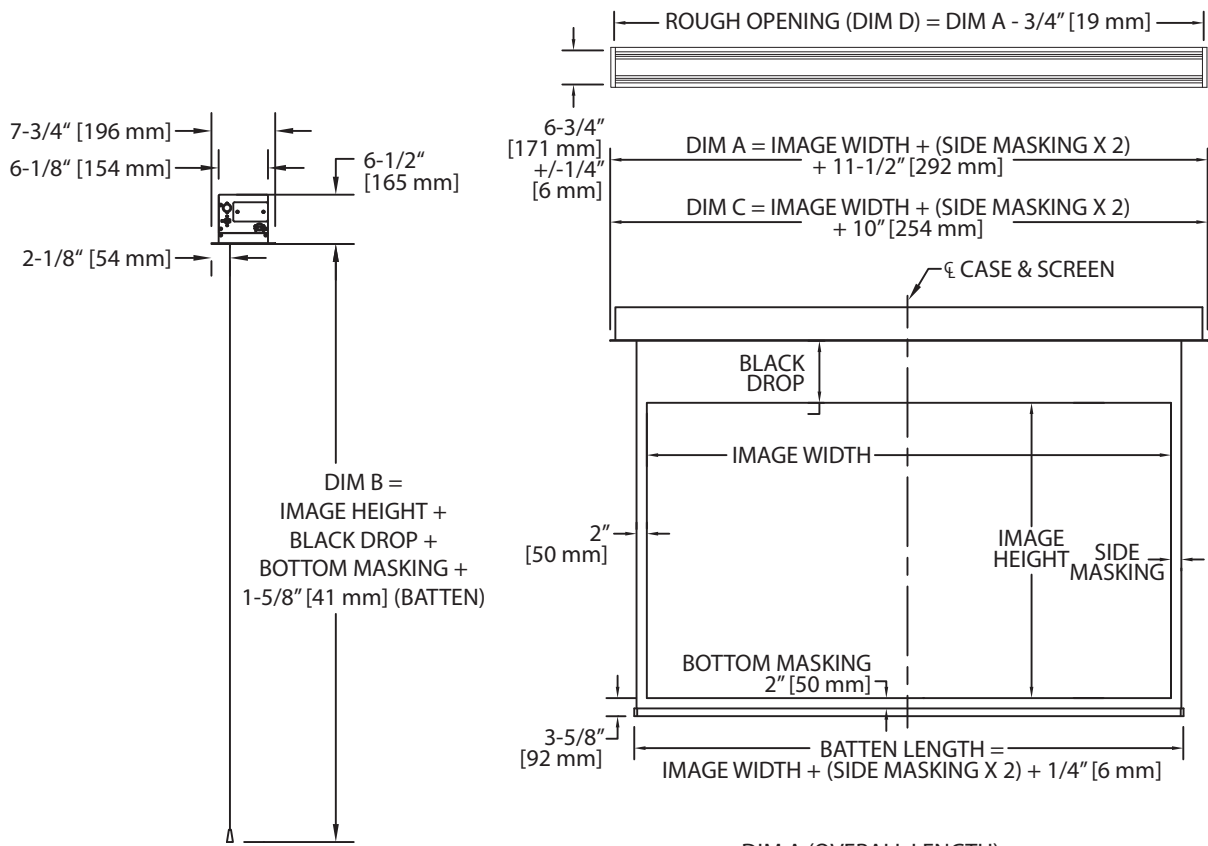 ROUGH OPENING (DIM D) = DIM A - 3/4" [19 mm]
7-3/4" [196 mm]
6-1/8" [154 mm]
6-1/2"
[165 mm]
2-1/8" [54 mm]
6-3/4"
[171 mm]
+/-1/4"
[6 mm]
DIM A = IMAGE WIDTH + (SIDE MASKING X 2)
+ 11-1/2" [292 mm]
DIM C = IMAGE WIDTH + (SIDE MASKING X 2)
+ 10" [254 mm]
℄ CASE & SCREEN
BLACK
DROP
IMAGE WIDTH
DIM B =
IMAGE HEIGHT +
BLACK DROP +
BOTTOM MASKING +
1-5/8" [41 mm] (BATTEN)
2"
[50 mm]
IMAGE
HEIGHT
SIDE
MASKING
BOTTOM MASKING
2" [50 mm]
3-5/8"
[92 mm]
BATTEN LENGTH =
IMAGE WIDTH + (SIDE MASKING X 2) + 1/4" [6 mm]
DIM A (OVERALL LENGTH)